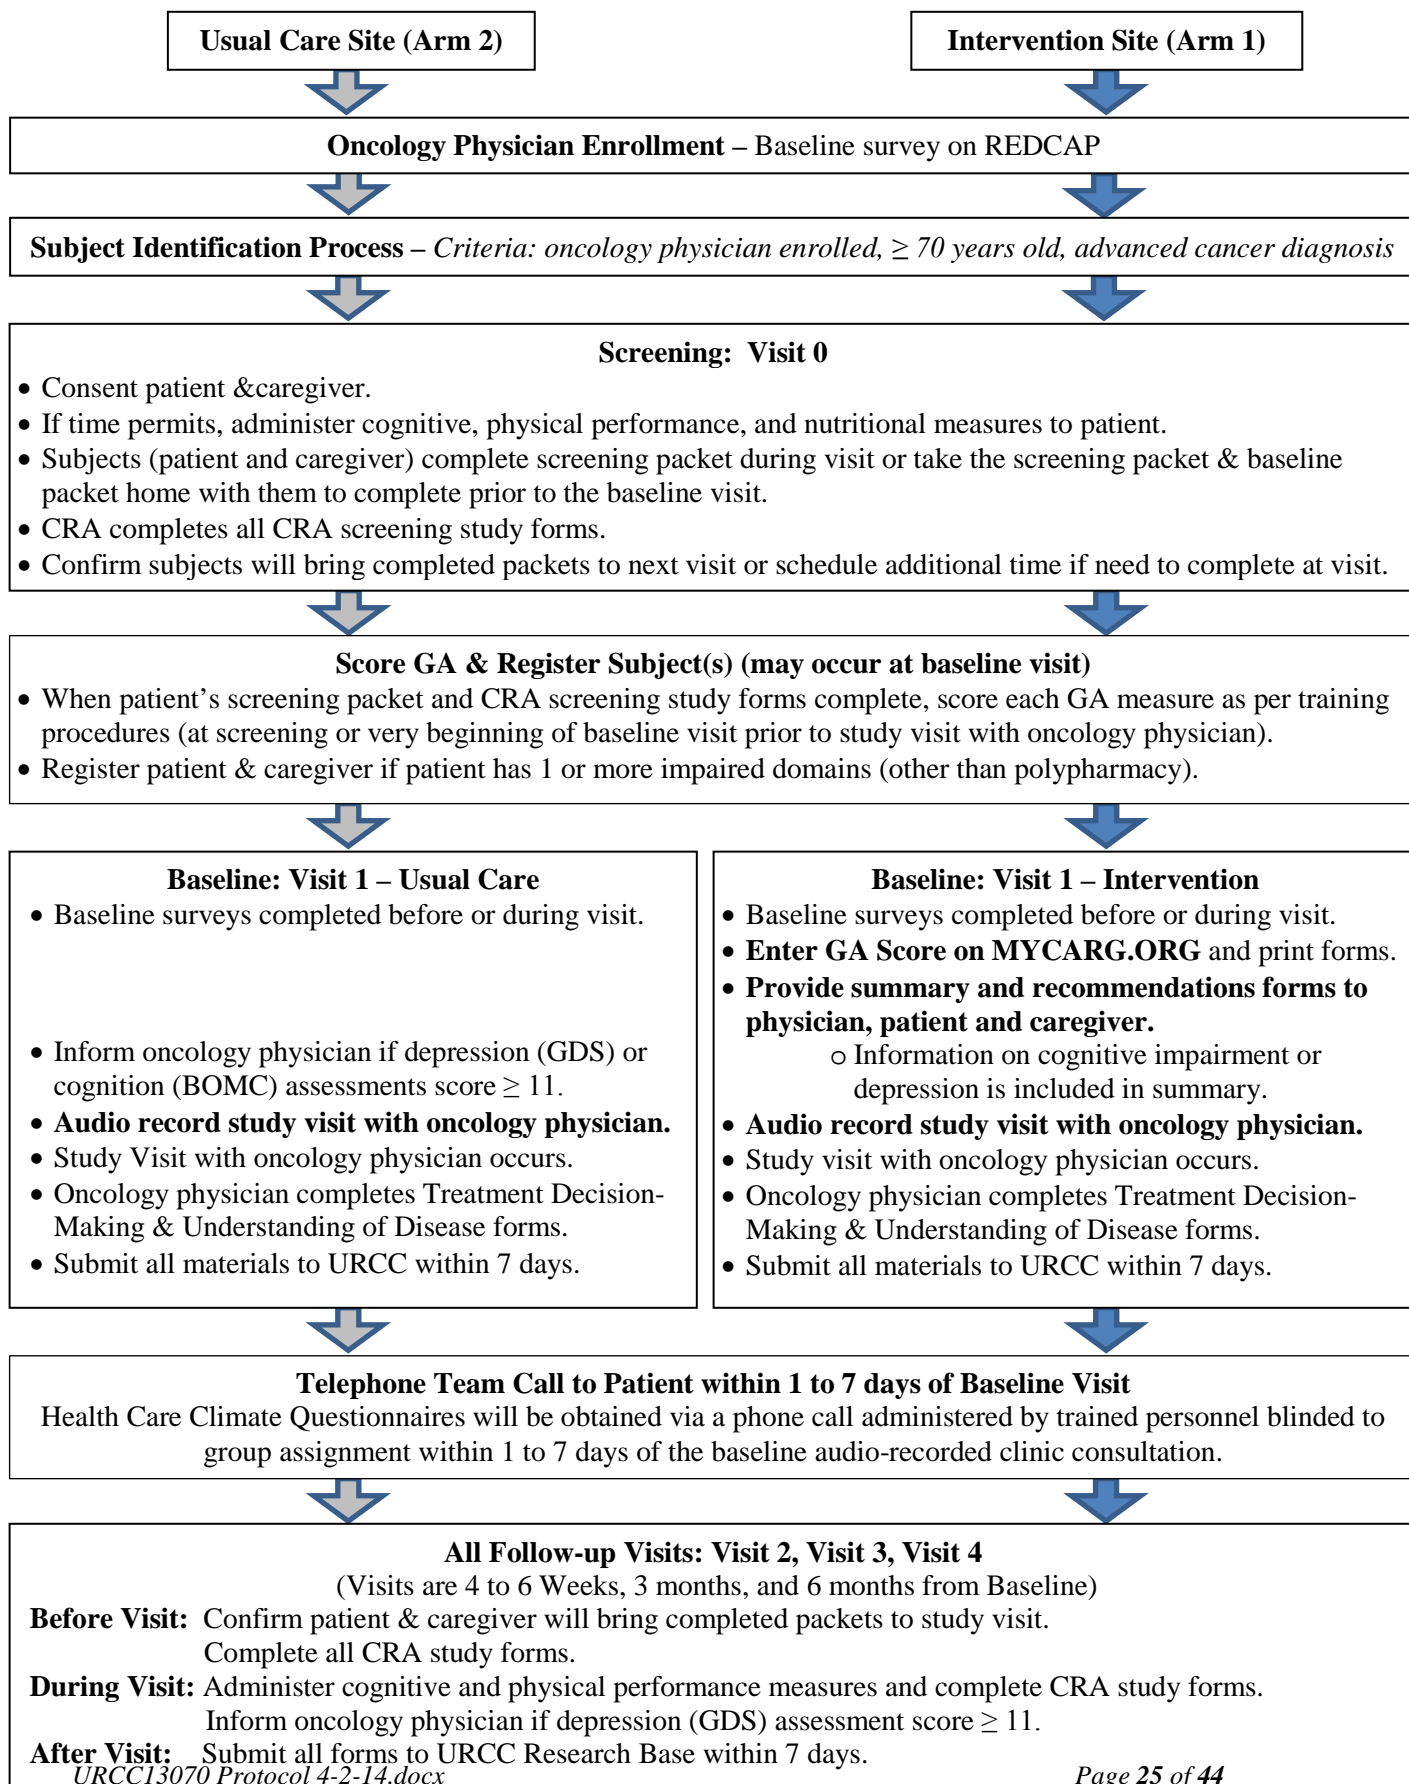 Usual Care Site (Arm 2)
Intervention Site (Arm 1)
Oncology Physician Enrollment – Baseline survey on REDCAP
Subject Identification Process – Criteria: oncology physician enrolled, ≥ 70 years old, advanced cancer diagnosis
Screening:  Visit 0
• Consent patient &caregiver.
• If time permits, administer cognitive, physical performance, and nutritional measures to patient.
• Subjects (patient and caregiver) complete screening packet during visit or take the screening packet & baseline
packet home with them to complete prior to the baseline visit.
• CRA completes all CRA screening study forms.
• Confirm subjects will bring completed packets to next visit or schedule additional time if need to complete at visit.
Score GA & Register Subject(s) (may occur at baseline visit)
• When patient's screening packet and CRA screening study forms complete, score each GA measure as per training
procedures (at screening or very beginning of baseline visit prior to study visit with oncology physician).
• Register patient & caregiver if patient has 1 or more impaired domains (other than polypharmacy).
Baseline: Visit 1 – Usual Care
• Baseline surveys completed before or during visit.
• Inform oncology physician if depression (GDS) or
cognition (BOMC) assessments score ≥ 11.
• Audio record study visit with oncology physician.
• Study Visit with oncology physician occurs.
• Oncology physician completes Treatment Decision-
Making & Understanding of Disease forms.
• Submit all materials to URCC within 7 days.
Baseline: Visit 1 – Intervention
• Baseline surveys completed before or during visit.
• Enter GA Score on MYCARG.ORG and print forms.
• Provide summary and recommendations forms to
physician, patient and caregiver.
o Information on cognitive impairment or
depression is included in summary.
• Audio record study visit with oncology physician.
• Study visit with oncology physician occurs.
• Oncology physician completes Treatment Decision-
Making & Understanding of Disease forms.
• Submit all materials to URCC within 7 days.
Telephone Team Call to Patient within 1 to 7 days of Baseline Visit
Health Care Climate Questionnaires will be obtained via a phone call administered by trained personnel blinded to
group assignment within 1 to 7 days of the baseline audio-recorded clinic consultation.
All Follow-up Visits: Visit 2, Visit 3, Visit 4
(Visits are 4 to 6 Weeks, 3 months, and 6 months from Baseline)
Before Visit:  Confirm patient & caregiver will bring completed packets to study visit.
Complete all CRA study forms.
During Visit: Administer cognitive and physical performance measures and complete CRA study forms.
Inform oncology physician if depression (GDS) assessment score ≥ 11.
After Visit:   Submit all forms to URCC Research Base within 7 days.
URCC13070 Protocol 4-2-14.docx
Page 25 of 44